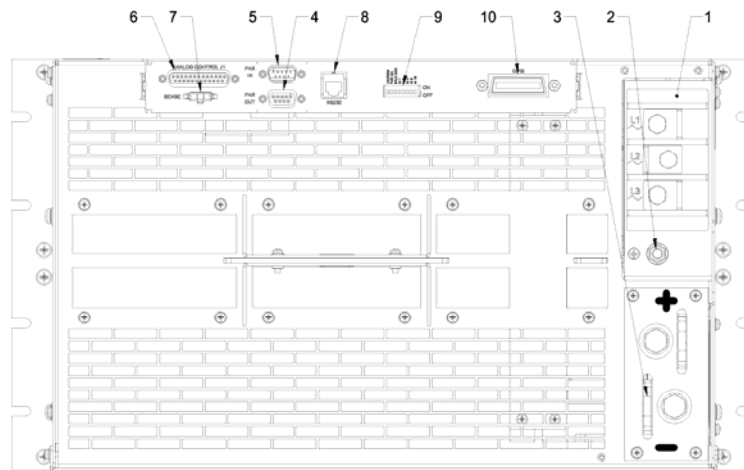 6 7 5 4 8 9 10 3 2 1
ANALOG CONTROL J1
PAR
IN
SENSE
PAR
OUT
RS232
ON
OFF
GPIB
L1
L2
L3
+
-